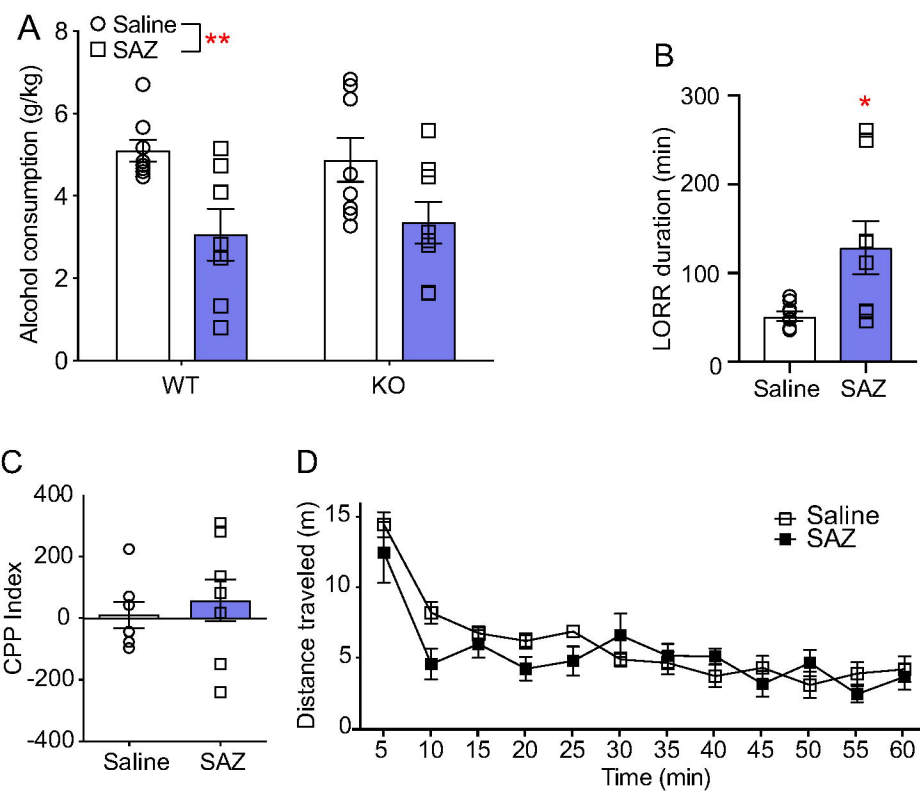 A
Saline
SAZ
**
Alcohol consumption (g/kg)
8
6
4
2
0
WT
KO
B
*
LORR duration (min)
300
200
100
0
Saline
SAZ
C
CPP Index
400
200
0
-200
-400
Saline
SAZ
D
Distance traveled (m)
15
10
5
0
Saline
SAZ
5 10 15 20 25 30 35 40 45 50 55 60
Time (min)